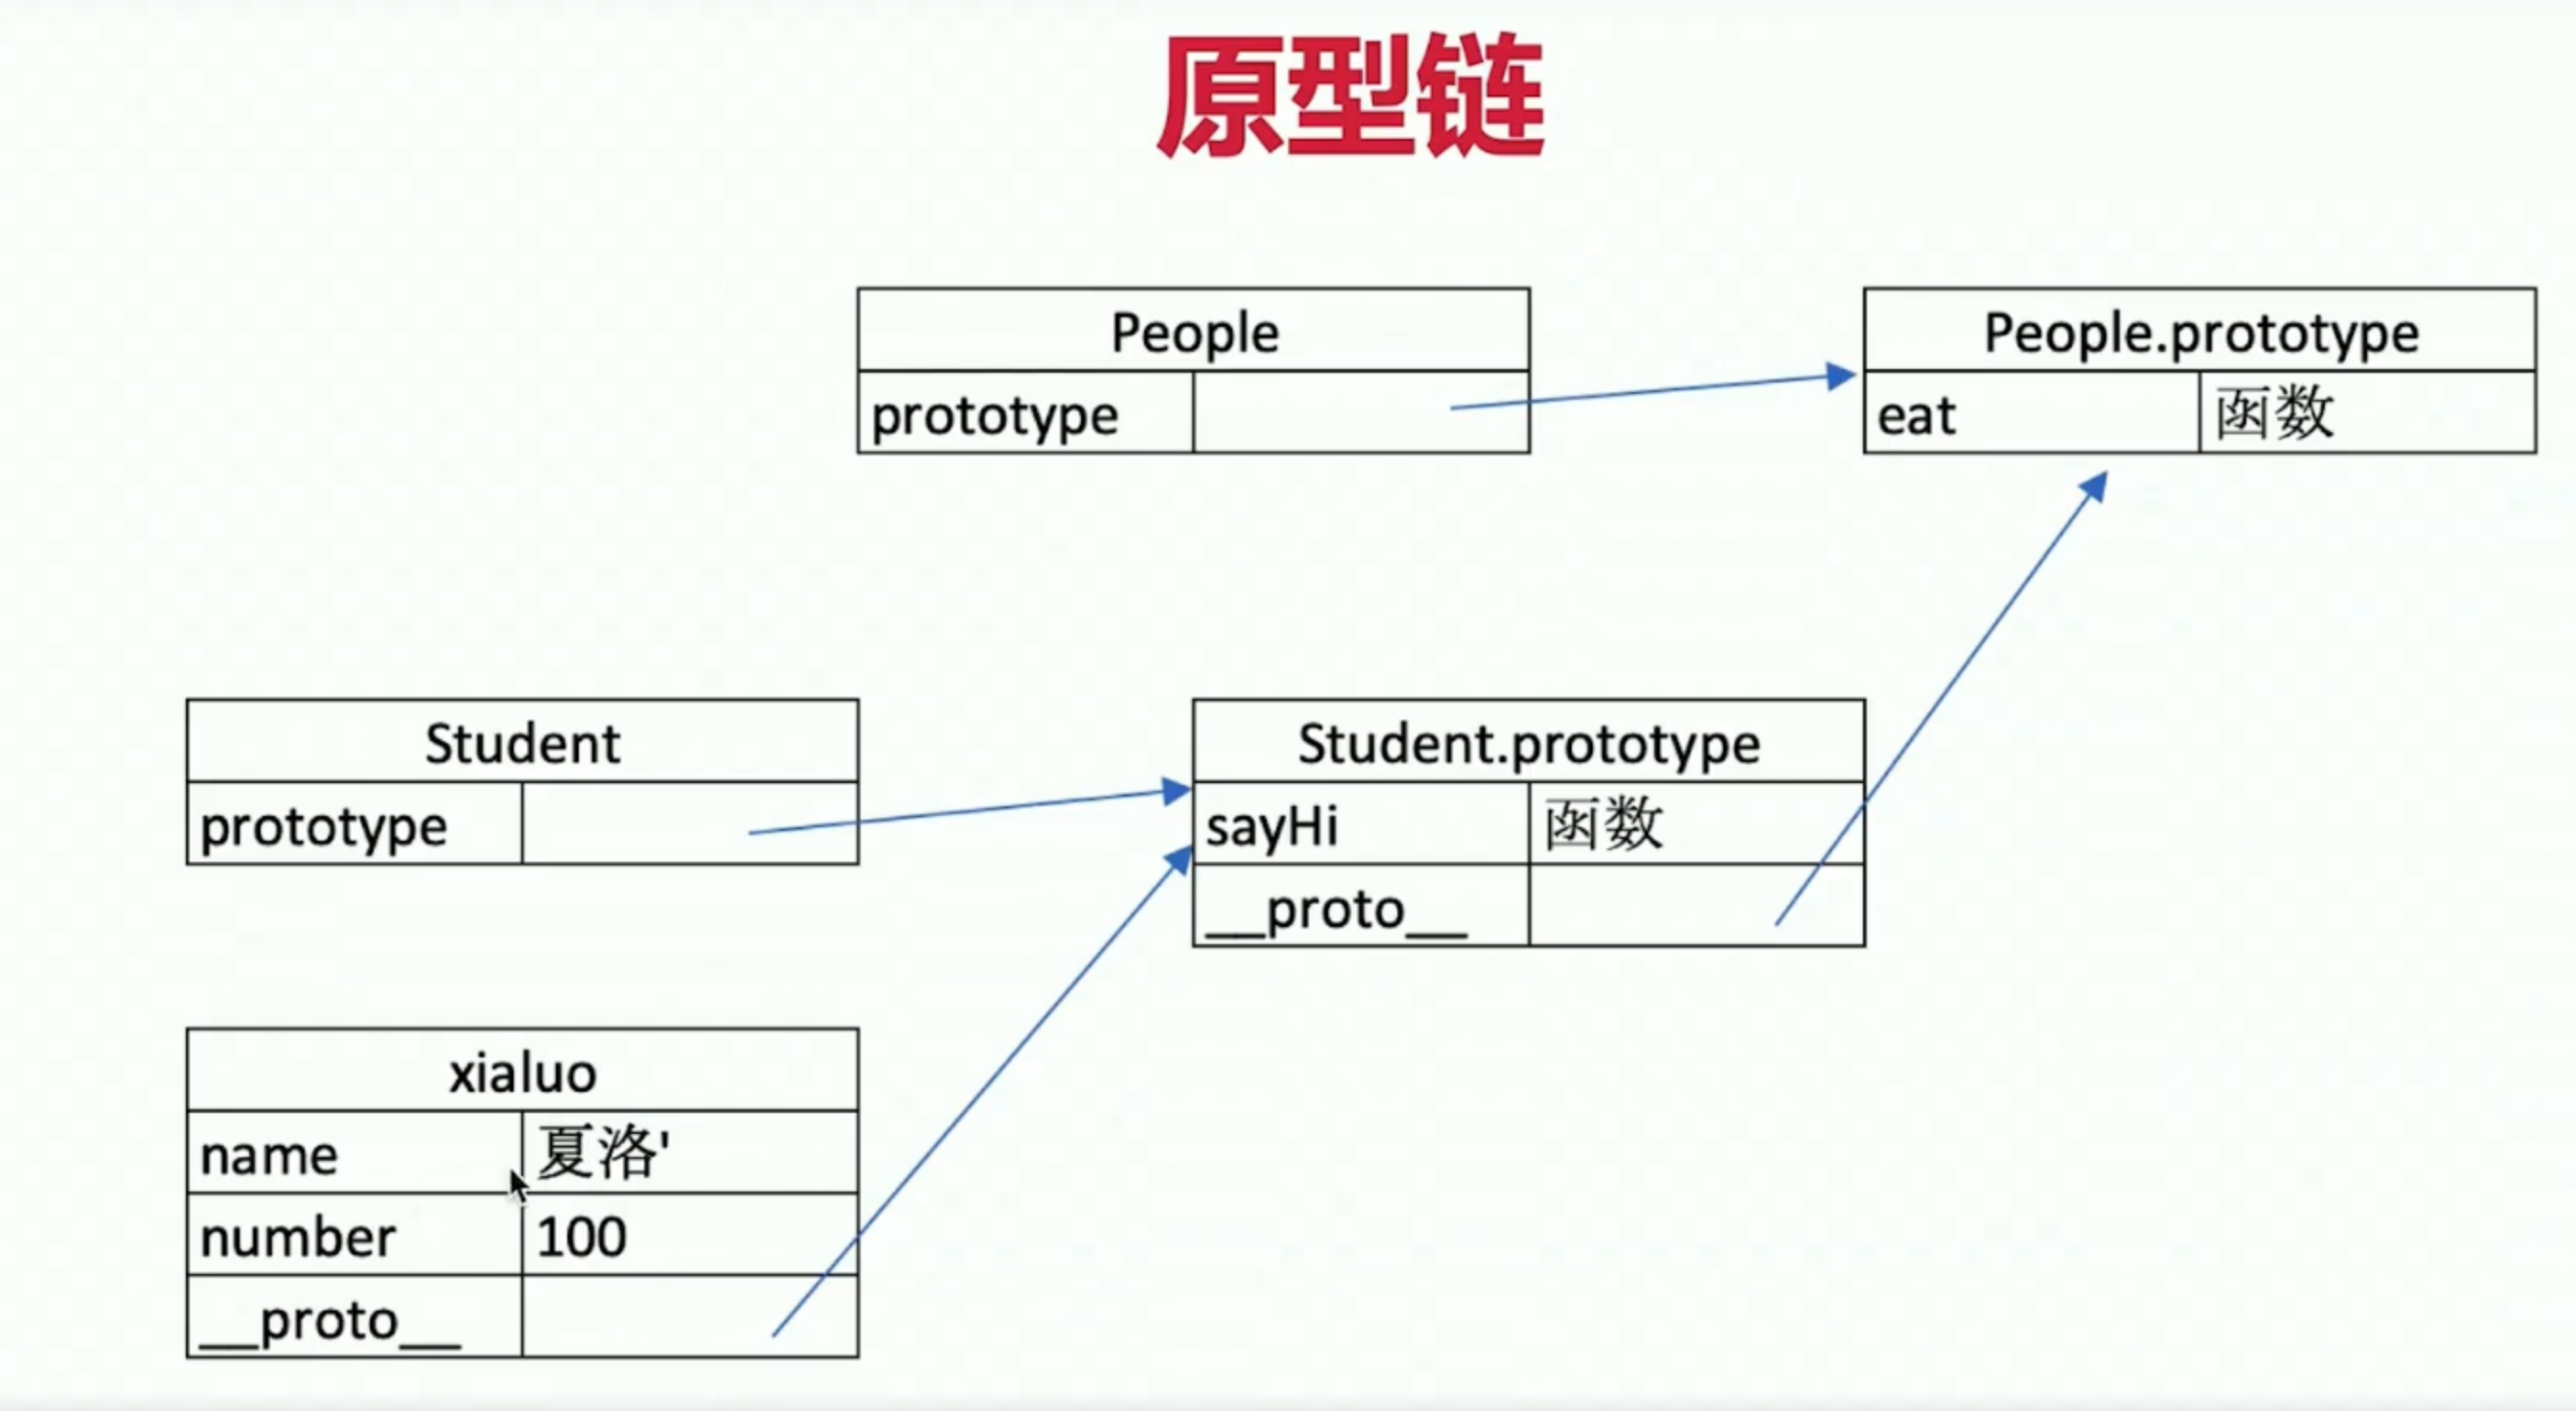 原型链
People
prototype
People.prototype
eat 函数
Student
prototype
Student.prototype
sayHi 函数
__proto__
xialuo
name 夏洛'
number 100
__proto__